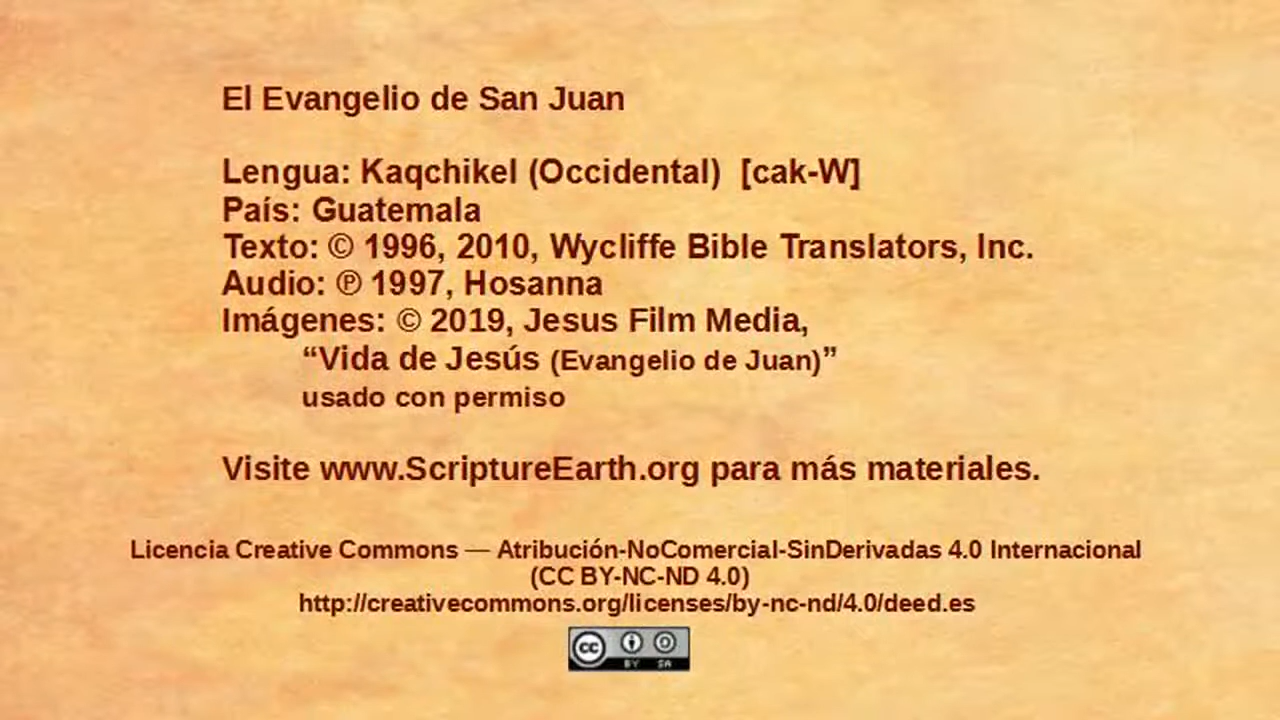 El Evangelio de San Juan
Lengua: Kaqchikel (Occidental) [cak-W]
País: Guatemala
Texto: © 1996, 2010, Wycliffe Bible Translators, Inc.
Audio: ℗ 1997, Hosanna
Imágenes: © 2019, Jesus Film Media,
“Vida de Jesús (Evangelio de Juan)”
usado con permiso
Visite www.ScriptureEarth.org para más materiales.
Licencia Creative Commons — Atribución-NoComercial-SinDerivadas 4.0 Internacional
(CC BY-NC-ND 4.0)
http://creativecommons.org/licenses/by-nc-nd/4.0/deed.es
cc
BY SA